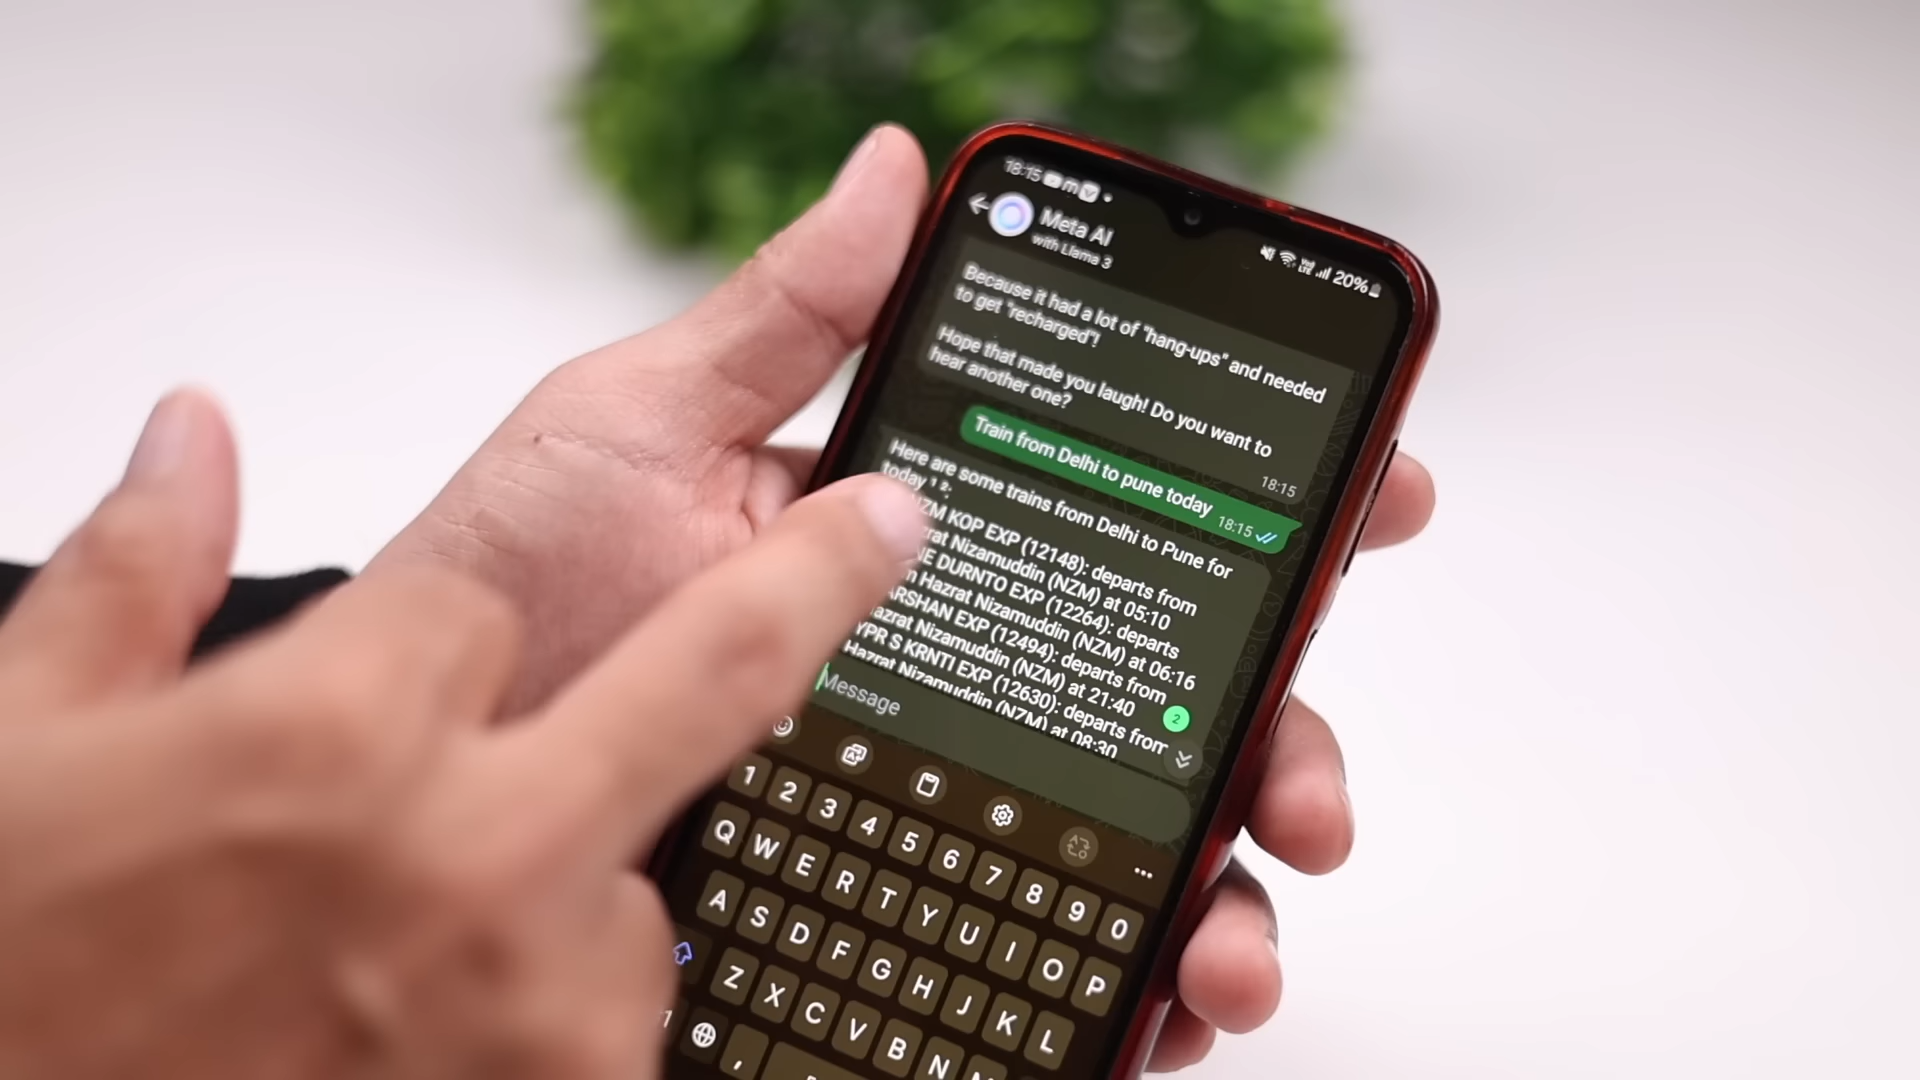 18:15
20%
Meta AI
with Llama 3
Because it had a lot of "hang-ups" and needed
to get "recharged"!
Hope that made you laugh! Do you want to
hear another one?
18:15
Train from Delhi to pune today 18:15
Here are some trains from Delhi to Pune for
today 1 2:
KOP EXP (12148): departs from
Nizamuddin (NZM) at 05:10
DURNTO EXP (12264): departs
Hazrat Nizamuddin (NZM) at 06:16
EXP (12494): departs from
Nizamuddin (NZM) at 21:40
S KRNTI EXP (12630): departs from
Hazrat Nizamuddin (NZM) at 08:30
2
Message
1 2 3 4 5 6 7 8 9 0
Q W E R T Y U I O P
A S D F G H J K L
Z X C V B N
,